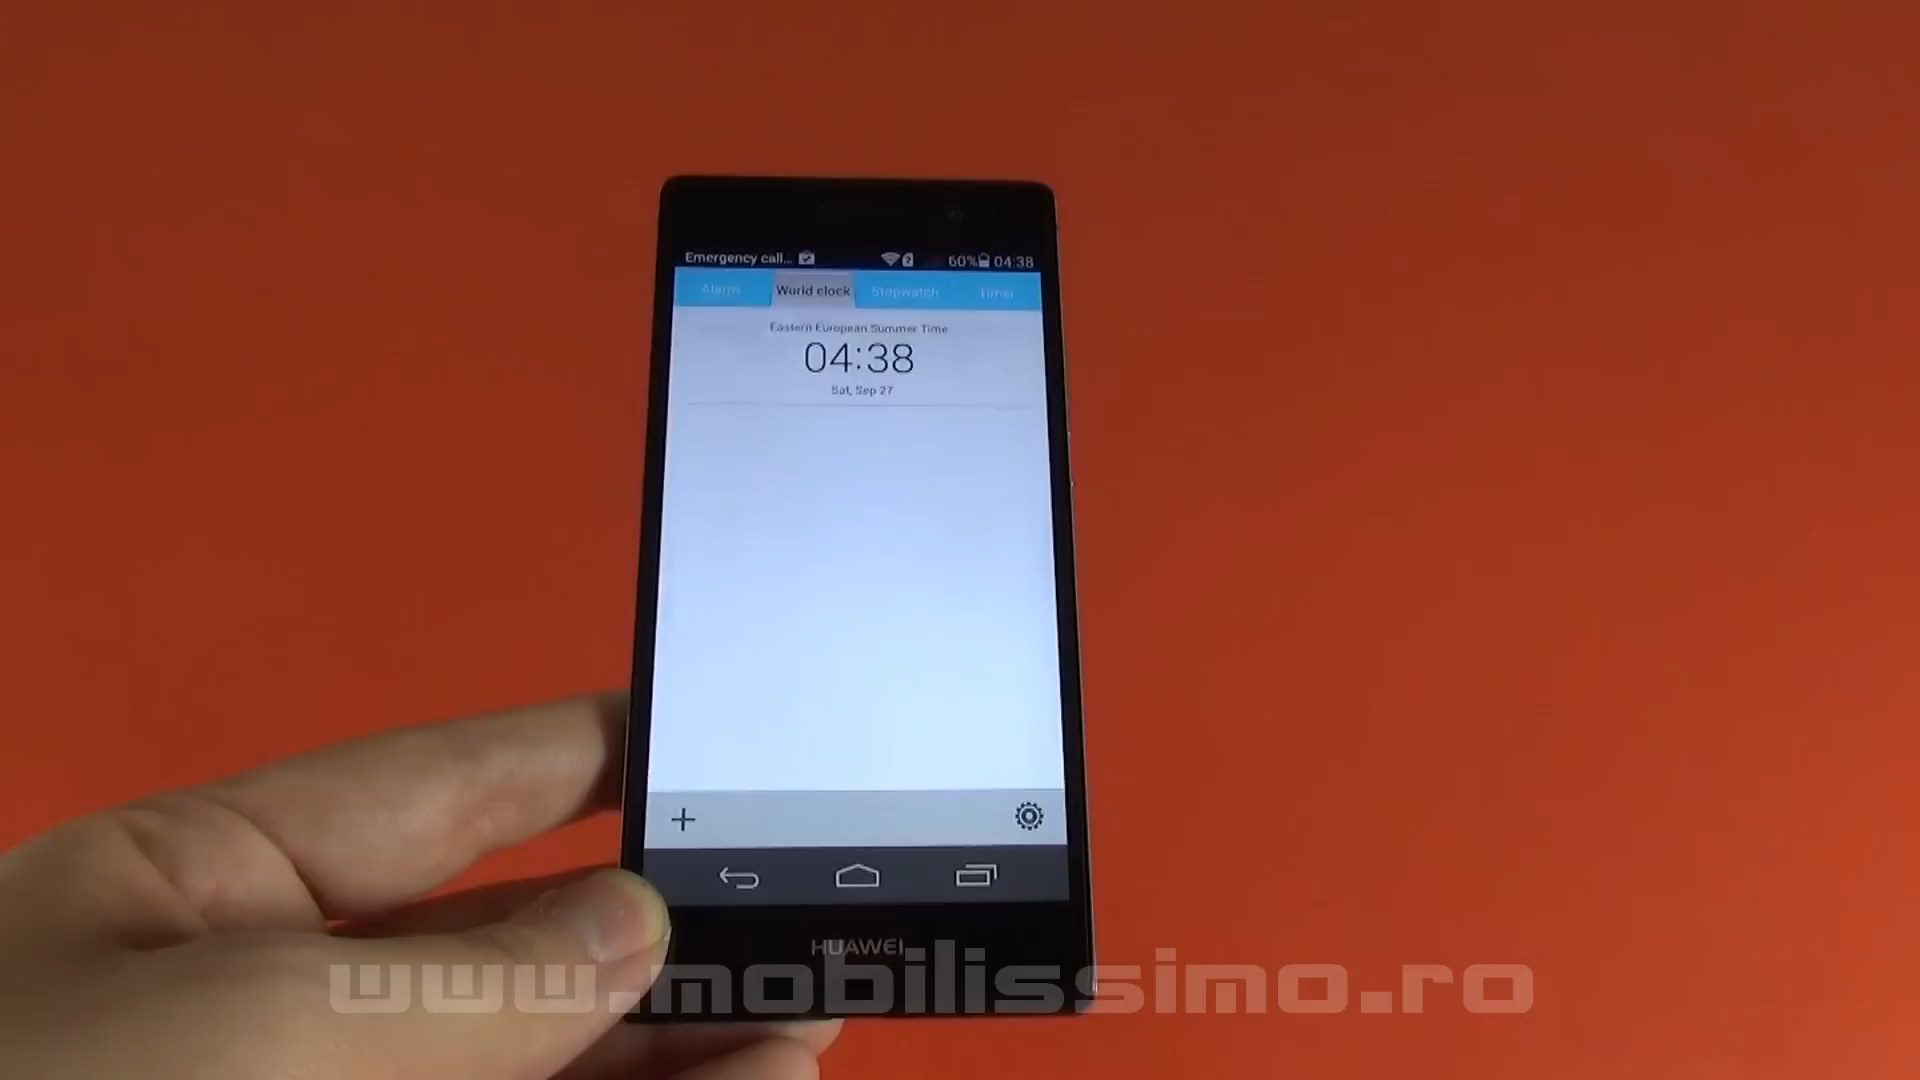 Emergency call... 60% 04:38
Alarm World clock Stopwatch Timer
Eastern European Summer Time
04:38
Sat, Sep 27
HUAWEI
www.mobilissimo.ro